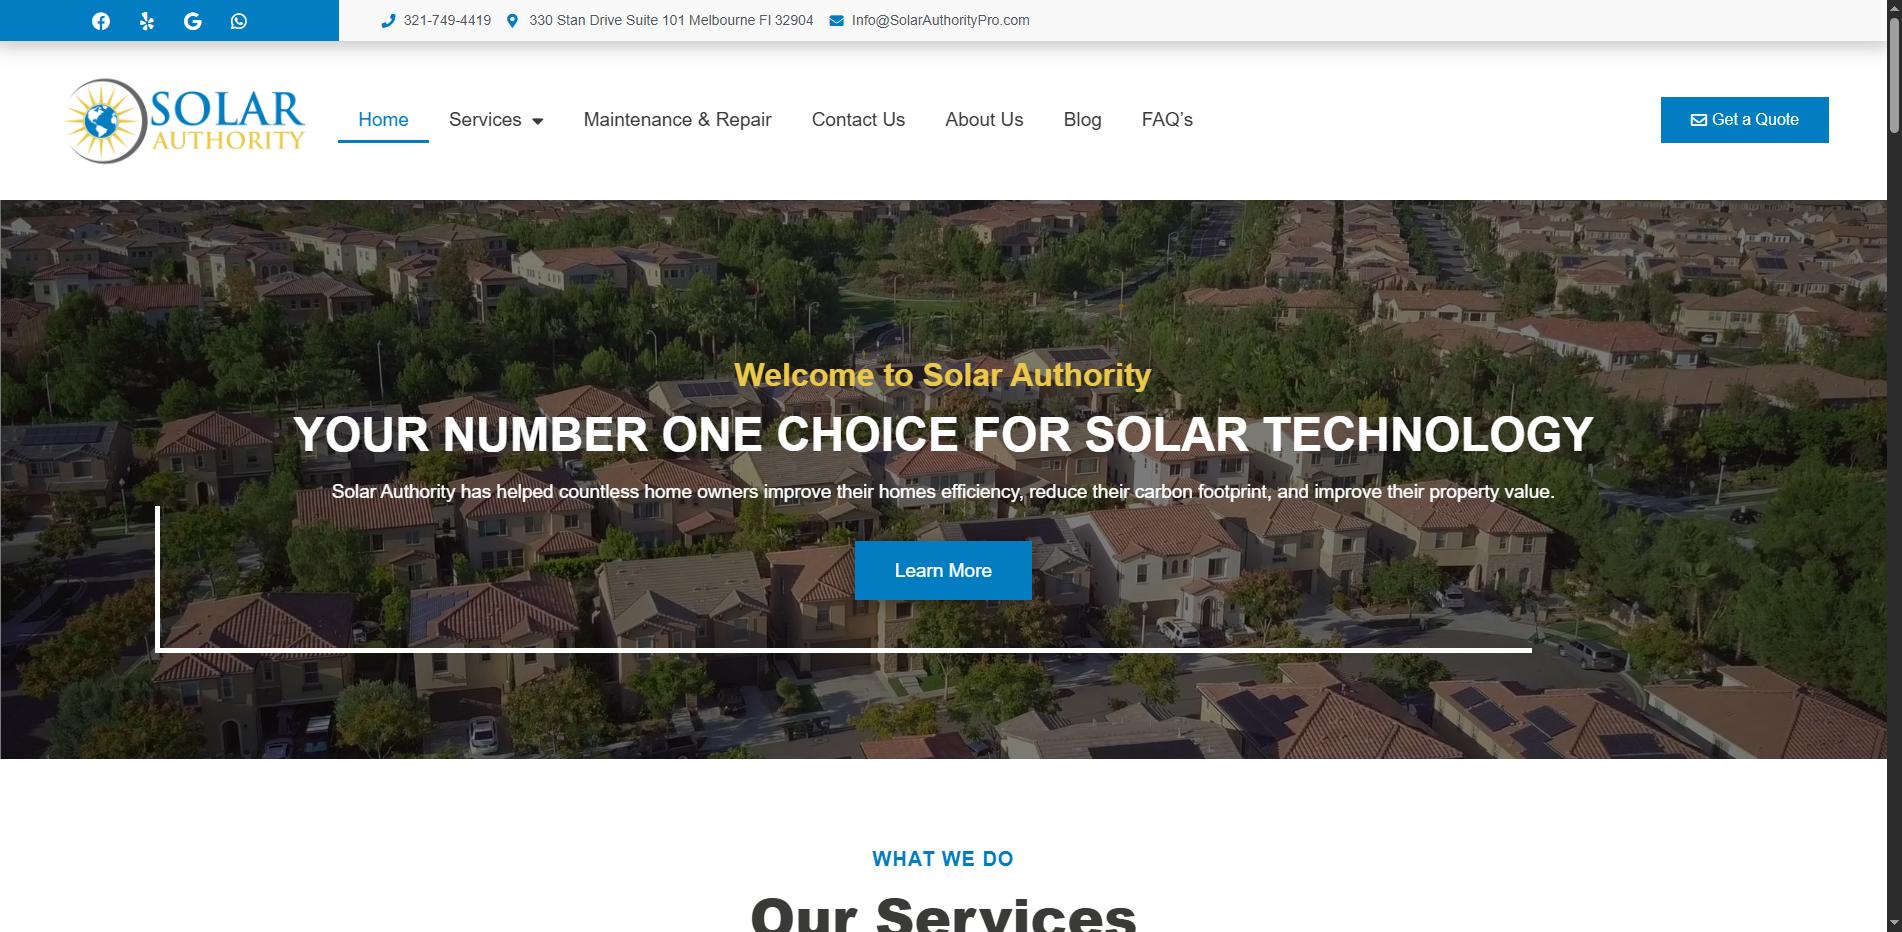 321-749-4419 330 Stan Drive Suite 101 Melbourne Fl 32904 Info@SolarAuthorityPro.com
SOLAR
AUTHORITY
Home Services Maintenance & Repair Contact Us About Us Blog FAQ's Get a Quote
Welcome to Solar Authority
YOUR NUMBER ONE CHOICE FOR SOLAR TECHNOLOGY
Solar Authority has helped countless home owners improve their homes efficiency, reduce their carbon footprint, and improve their property value.
Learn More
WHAT WE DO
Our Services